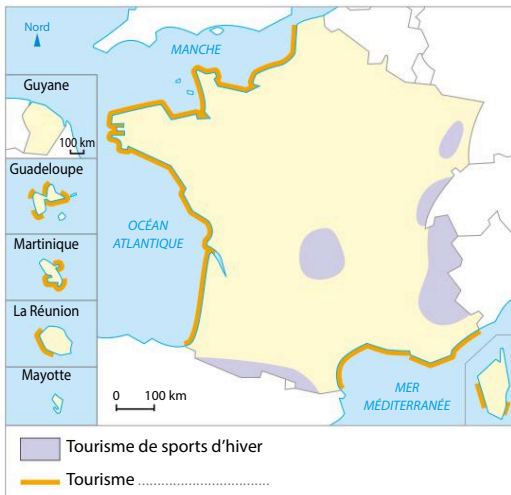 Nord
MANCHE
Guyane
100 km
Guadeloupe
OCÉAN
ATLANTIQUE
Martinique
La Réunion
Mayotte
0 100 km
MER
MÉDITERRANÉE
Tourisme de sports d'hiver
Tourisme ....................................